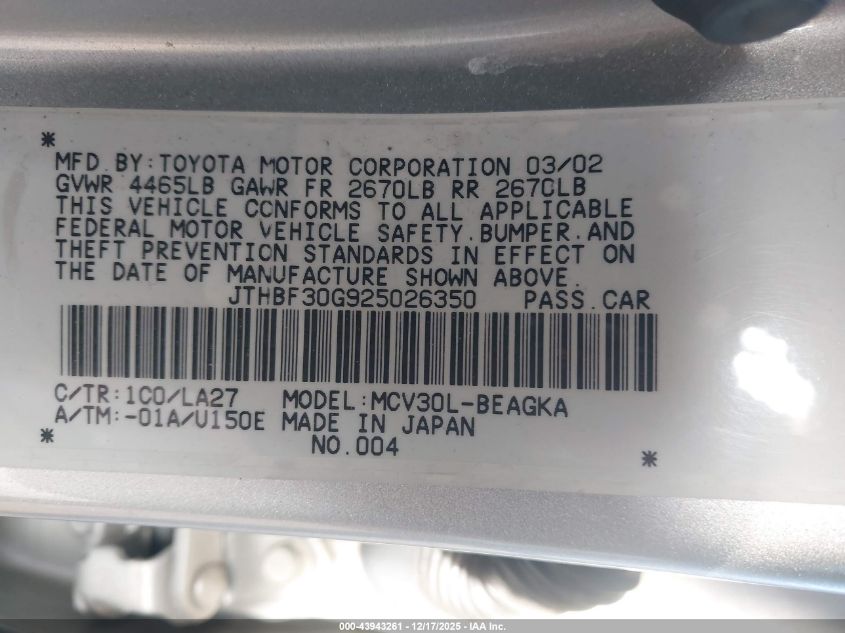 *
MFD.BY:TOYOTA MOTOR CORPORATION 03/02
GVWR 4465LB GAWR FR 2670LB RR 2670LB
THIS VEHICLE CONFORMS TO ALL APPLICABLE
FEDERAL MOTOR VEHICLE SAFETY.BUMPER.AND
THEFT PREVENTION STANDARDS IN EFFECT ON
THE DATE OF MANUFACTURE SHOWN ABOVE.
JTHBF30G925026350 PASS.CAR
C/TR:1C0/LA27 MODEL:MCV30L-BEAGKA
A/TM:-01A/U150E MADE IN JAPAN
* NO.004 *
000-43943261 - 12/17/2025 - IAA Inc.